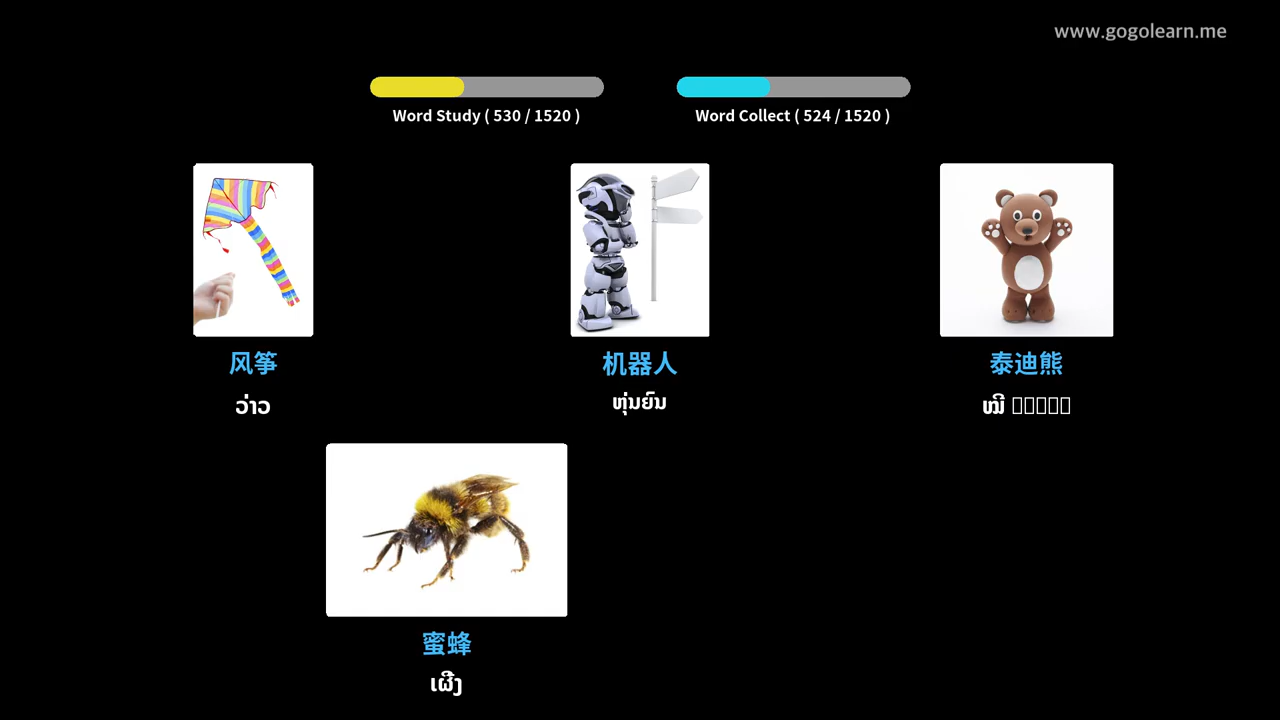 www.gogolearn.me
Word Study ( 530 / 1520 )
Word Collect ( 524 / 1520 )
风筝
机器人
泰迪熊
ວ່າວ
ຫຸ່ນຍົນ
ໝີ
蜜蜂
ເຜີ້ງ